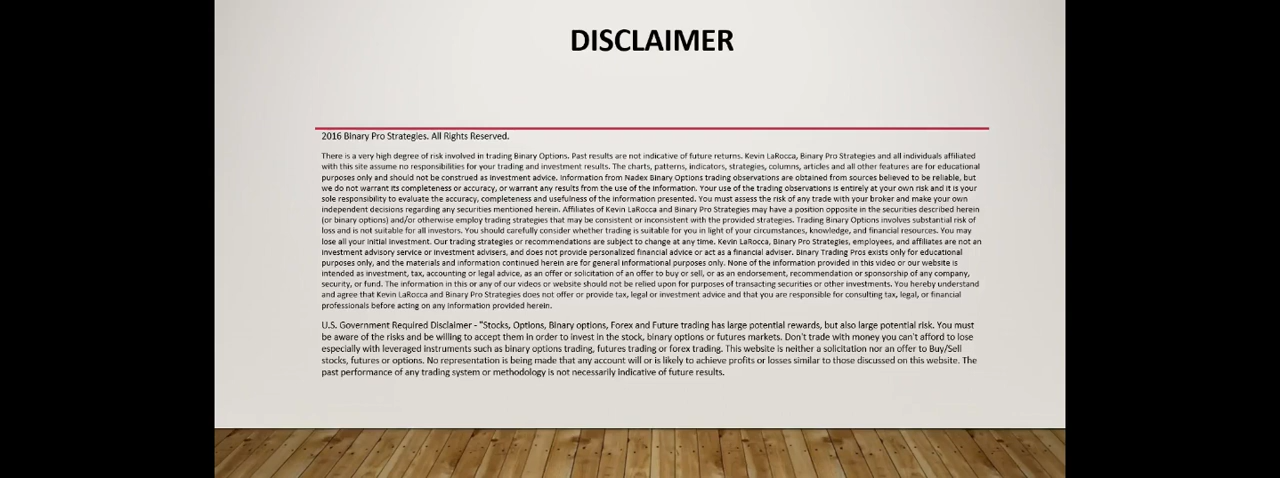 DISCLAIMER
2016 Binary Pro Strategies. All Rights Reserved.
There is a very high degree of risk involved in trading Binary Options. Past results are not indicative of future returns. Kevin LaRocca, Binary Pro Strategies and all individuals affiliated
with this site assume no responsibilities for your trading and investment results. The charts, patterns, indicators, strategies, columns, articles and all other features are for educational
purposes only and should not be construed as investment advice. Information from Nadex Binary Options trading observations are obtained from sources believed to be reliable, but
we do not warrant its completeness or accuracy, or warrant any results from the use of the information. Your use of the trading observations is entirely at your own risk and it is your
sole responsibility to evaluate the accuracy, completeness and usefulness of the information presented. You must assess the risk of any trade with your broker and make your own
independent decisions regarding any securities mentioned herein. Affiliates of Kevin LaRocca and Binary Pro Strategies may have a position opposite in the securities described herein
(or binary options) and/or otherwise employ trading strategies that may be consistent or inconsistent with the provided strategies. Trading Binary Options involves substantial risk of
loss and is not suitable for all investors. You should carefully consider whether trading is suitable for you in light of your circumstances, knowledge, and financial resources. You may
lose all your initial investment. Our trading strategies or recommendations are subject to change at any time. Kevin LaRocca, Binary Pro Strategies, employees, and affiliates are not an
investment advisory service or investment advisers, and does not provide personalized financial advice or act as a financial adviser. Binary Trading Pros exists only for educational
purposes only, and the materials and information continued herein are for general informational purposes only. None of the information provided in this video or our website is
intended as investment, tax, accounting or legal advice, as an offer or solicitation of an offer to buy or sell, or as an endorsement, recommendation or sponsorship of any company,
security, or fund. The information in this or any of our videos or website should not be relied upon for purposes of transacting securities or other investments. You hereby understand
and agree that Kevin LaRocca and Binary Pro Strategies does not offer or provide tax, legal or investment advice and that you are responsible for consulting tax, legal, or financial
professionals before acting on any information provided herein.
U.S. Government Required Disclaimer - "Stocks, Options, Binary options, Forex and Future trading has large potential rewards, but also large potential risk. You must
be aware of the risks and be willing to accept them in order to invest in the stock, binary options or futures markets. Don't trade with money you can't afford to lose
especially with leveraged instruments such as binary options trading, futures trading or forex trading. This website is neither a solicitation nor an offer to Buy/Sell
stocks, futures or options. No representation is being made that any account will or is likely to achieve profits or losses similar to those discussed on this website. The
past performance of any trading system or methodology is not necessarily indicative of future results.